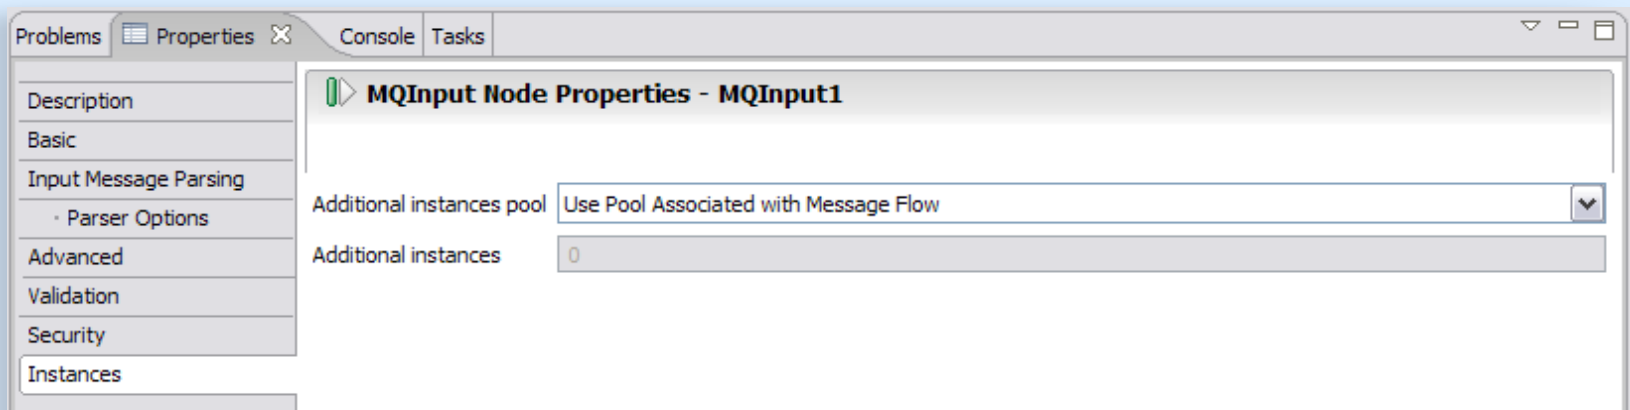 Problems Properties Console Tasks
MQInput Node Properties - MQInput1
Description
Basic
Input Message Parsing
Parser Options
Advanced
Validation
Security
Instances
Additional instances pool Use Pool Associated with Message Flow
Additional instances 0